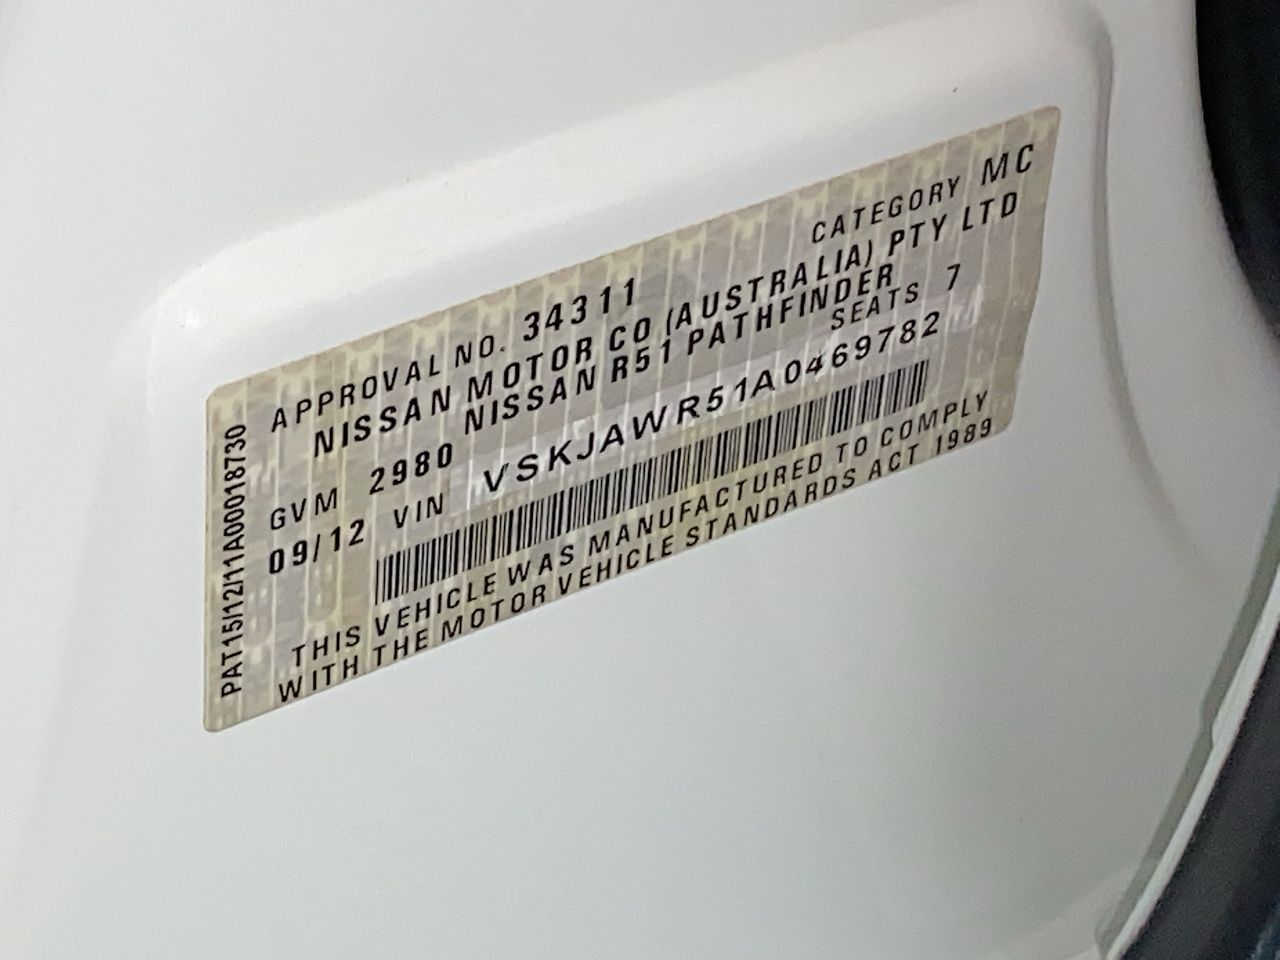 APPROVAL NO. 34311 CATEGORY MC
NISSAN MOTOR CO (AUSTRALIA) PTY LTD
NISSAN R51 PATHFINDER
GVM 2980 SEATS 7
09/12 VIN VSKJAWR51A0469782
THIS VEHICLE WAS MANUFACTURED TO COMPLY
WITH THE MOTOR VEHICLE STANDARDS ACT 1989
PAT15/12/11A00018730